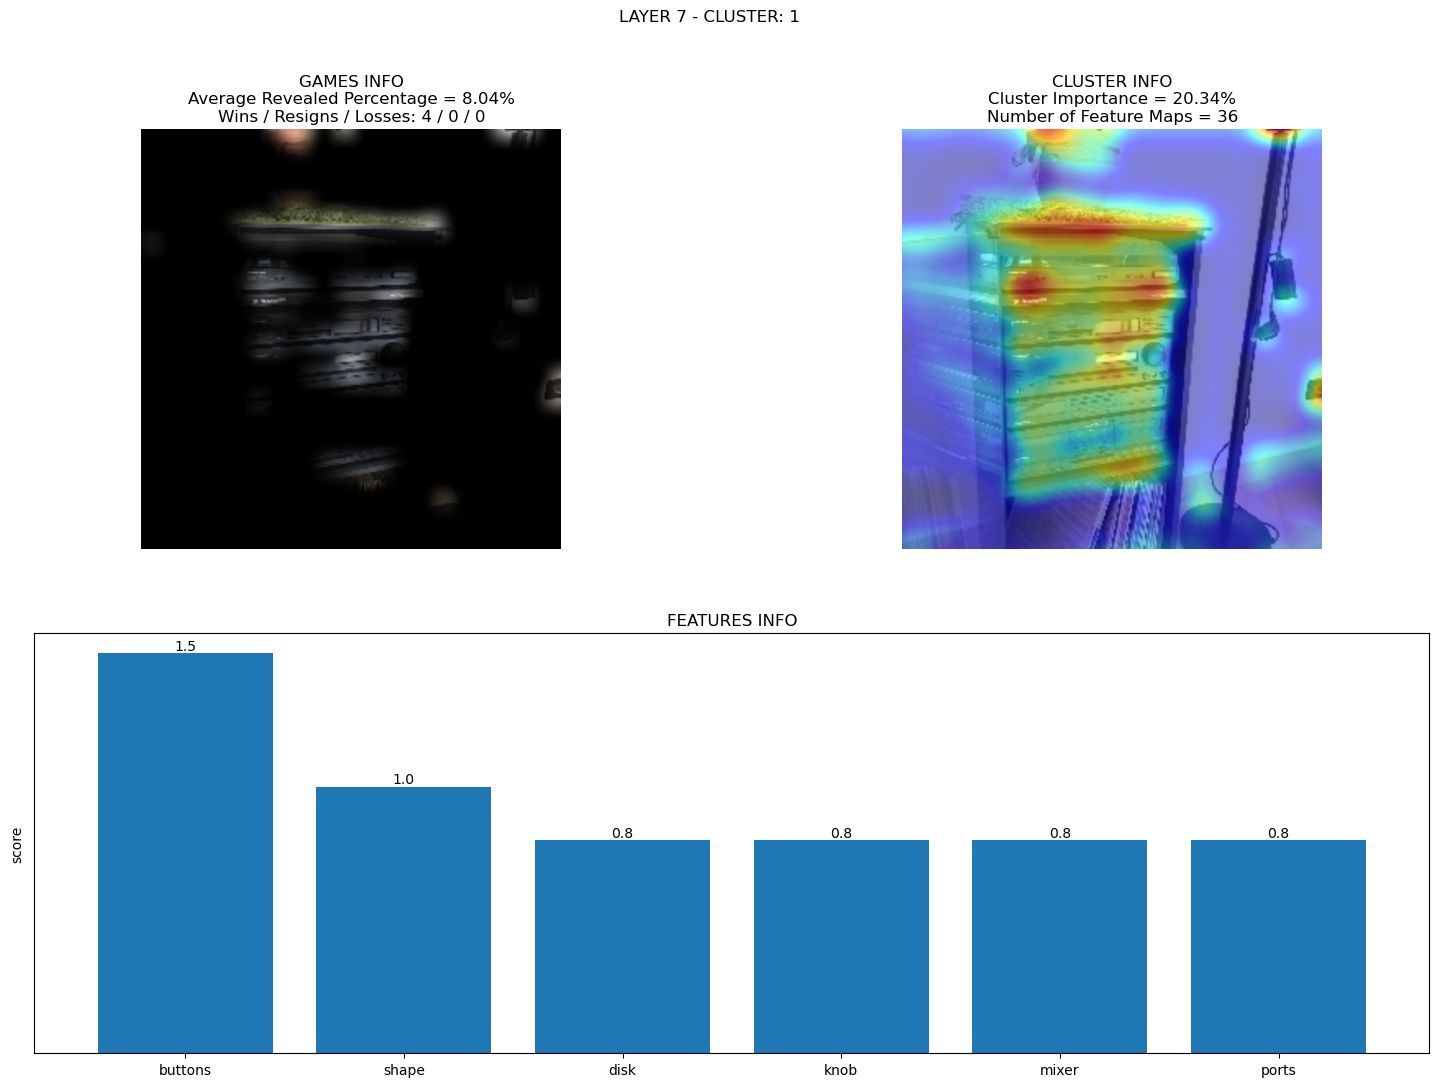 LAYER 7 - CLUSTER: 1
GAMES INFO
Average Revealed Percentage = 8.04%
Wins / Resigns / Losses: 4 / 0 / 0
CLUSTER INFO
Cluster Importance = 20.34%
Number of Feature Maps = 36
FEATURES INFO
score
1.5
1.0
0.8
0.8
0.8
0.8
buttons
shape
disk
knob
mixer
ports